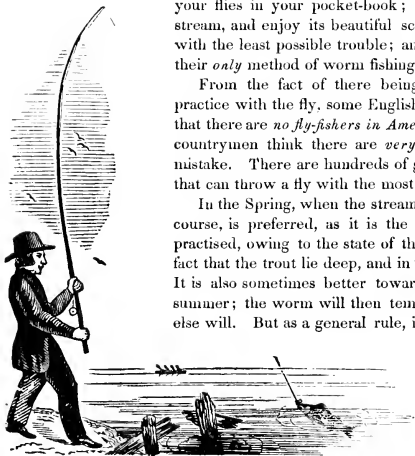 your flies in your pocket-book ;
stream, and enjoy its beautiful sc
with the least possible trouble; an
their only method of worm fishing
From the fact of there being
practice with the fly, some English
that there are no fly-fishers in Ame
countrymen think there are very
mistake. There are hundreds of g
that can throw a fly with the most
In the Spring, when the stream
course, is preferred, as it is the
practised, owing to the state of th
fact that the trout lie deep, and in
It is also sometimes better towar
summer; the worm will then tem
else will. But as a general rule, i